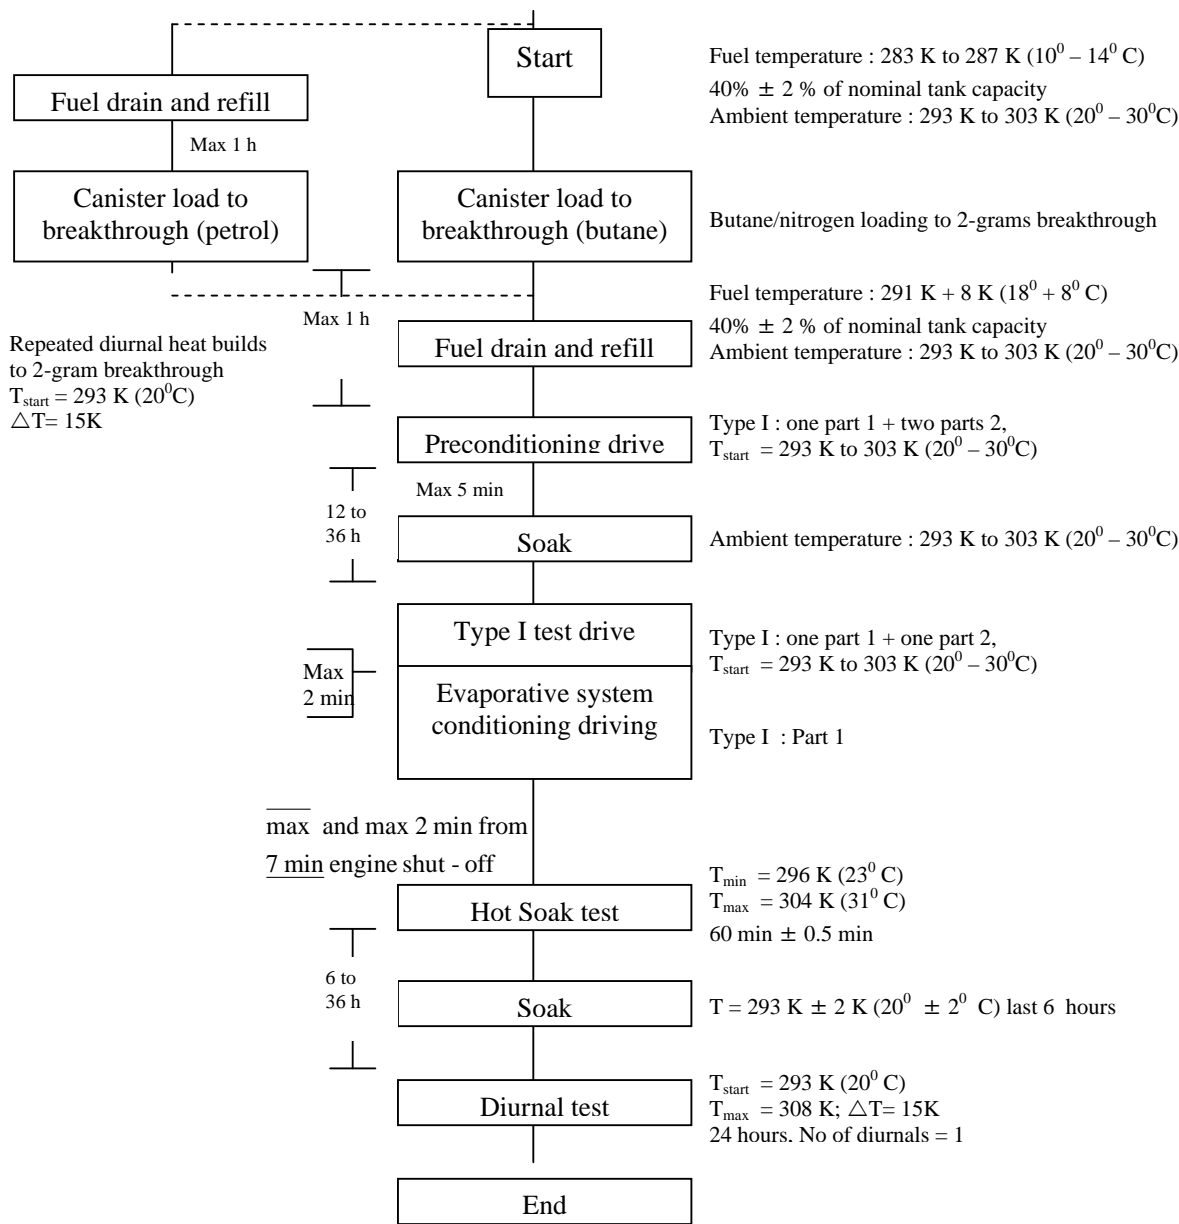 Start
Fuel temperature : 283 K to 287 K (10⁰ – 14⁰ C)
40% ± 2 % of nominal tank capacity
Ambient temperature : 293 K to 303 K (20⁰ – 30⁰C)
Fuel drain and refill
Max 1 h
Canister load to
breakthrough (petrol)
Canister load to
breakthrough (butane)
Butane/nitrogen loading to 2-grams breakthrough
Max 1 h
Fuel temperature : 291 K + 8 K (18⁰ + 8⁰ C)
40% ± 2 % of nominal tank capacity
Ambient temperature : 293 K to 303 K (20⁰ – 30⁰C)
Fuel drain and refill
Repeated diurnal heat builds
to 2-gram breakthrough
Tstart = 293 K (20⁰C)
△T= 15K
Preconditioning drive
Type I : one part 1 + two parts 2,
Tstart = 293 K to 303 K (20⁰ – 30⁰C)
Max 5 min
12 to
36 h
Soak
Ambient temperature : 293 K to 303 K (20⁰ – 30⁰C)
Type I test drive
Type I : one part 1 + one part 2,
Tstart = 293 K to 303 K (20⁰ – 30⁰C)
Max
2 min
Evaporative system
conditioning driving
Type I : Part 1
max and max 2 min from
7 min engine shut - off
Hot Soak test
Tmin = 296 K (23⁰ C)
Tmax = 304 K (31⁰ C)
60 min ± 0.5 min
6 to
36 h
Soak
T = 293 K ± 2 K (20⁰ ± 2⁰ C) last 6 hours
Diurnal test
Tstart = 293 K (20⁰ C)
Tmax = 308 K; △T= 15K
24 hours. No of diurnals = 1
End